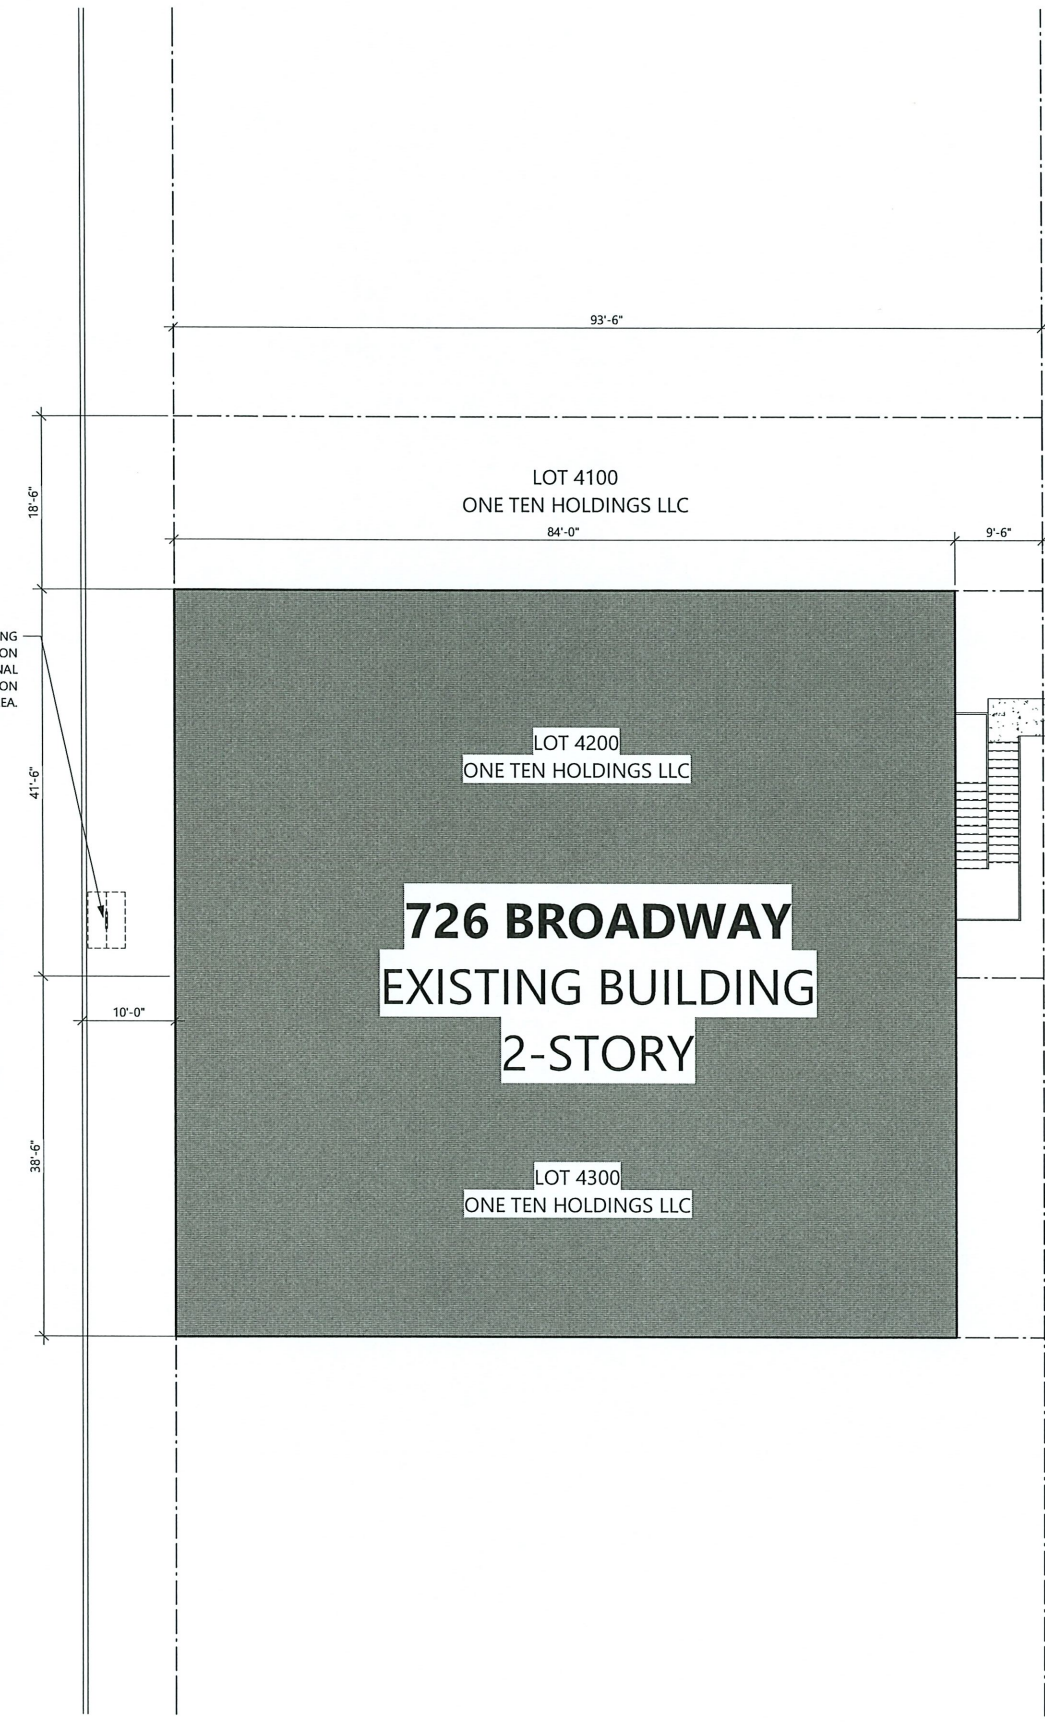 93'-6"
LOT 4100
ONE TEN HOLDINGS LLC
18'-6"
84'-0"
9'-6"
NG
ON
NAL
ON
EA.
LOT 4200
ONE TEN HOLDINGS LLC
41'-6"
726 BROADWAY
EXISTING BUILDING
2-STORY
10'-0"
38'-6"
LOT 4300
ONE TEN HOLDINGS LLC